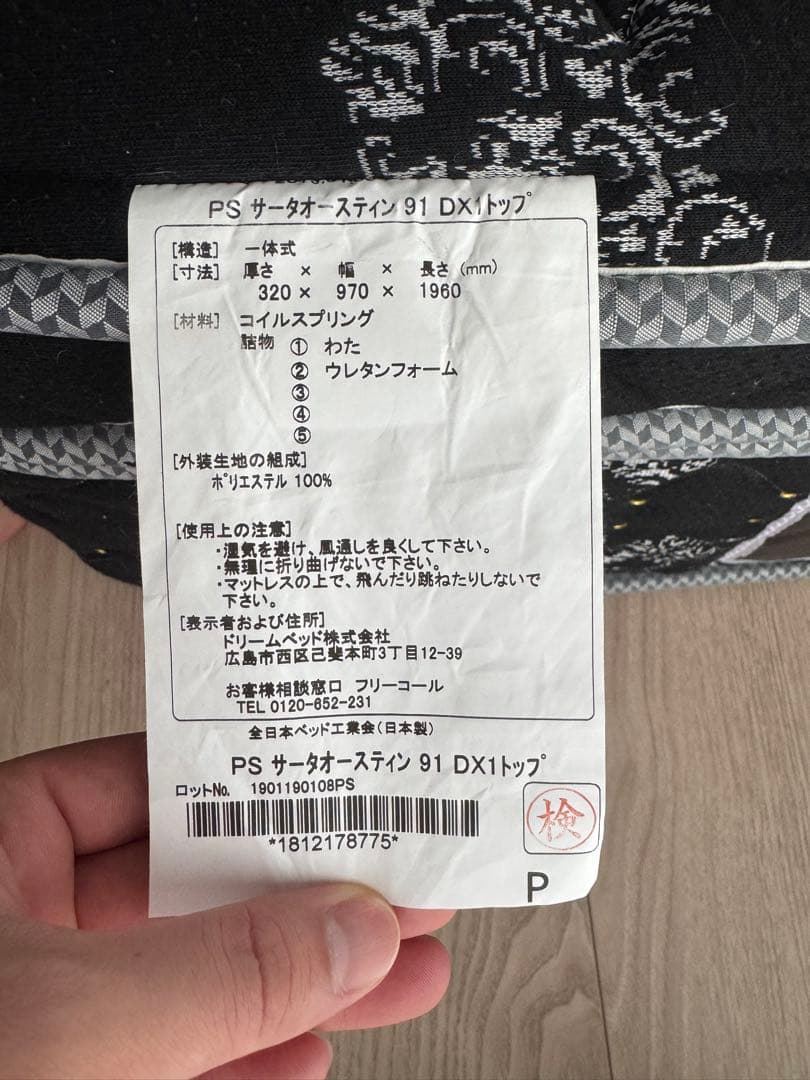 PS サータオースティン 91 DX1トップ
[構造] 一体式
[寸法] 厚さ × 幅 × 長さ (mm)
320 × 970 × 1960
[材料] コイルスプリング
詰物 ① わた
② ウレタンフォーム
③
④
⑤
[外装生地の組成]
ポリエステル 100%
[使用上の注意]
・湿気を避け、風通しを良くして下さい。
・無理に折り曲げないで下さい。
・マットレスの上で、飛んだり跳ねたりしないで
下さい。
[表示者および住所]
ドリームベッド株式会社
広島市西区己斐本町3丁目12-39
お客様相談窓口 フリーコール
TEL 0120-652-231
全日本ベッド工業会(日本製)
PS サータオースティン 91 DX1トップ
ロットNo. 1901190108PS
*1812178775*
検
P